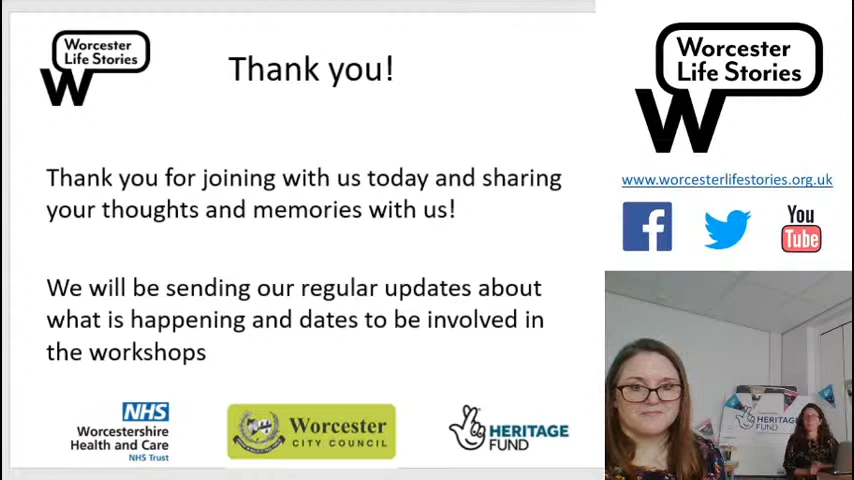 Worcester
Life Stories
W
Thank you!
Thank you for joining with us today and sharing
your thoughts and memories with us!
We will be sending our regular updates about
what is happening and dates to be involved in
the workshops
NHS
Worcestershire
Health and Care
NHS Trust
Worcester
CITY COUNCIL
HERITAGE
FUND
Worcester
Life Stories
W
www.worcesterlifestories.org.uk
f
You
Tube
HERITAGE
FUND